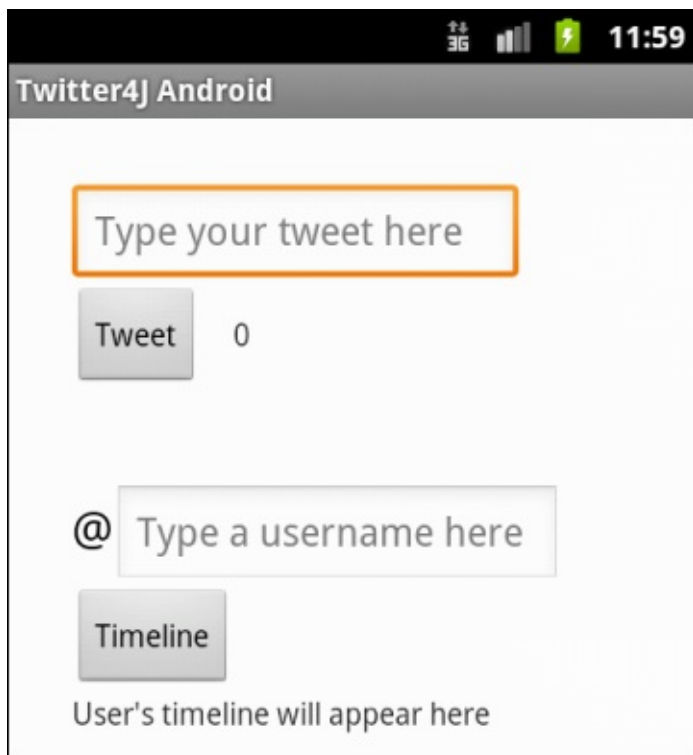 3G 11:59
Twitter4J Android
Type your tweet here
Tweet 0
@ Type a username here
Timeline
User's timeline will appear here